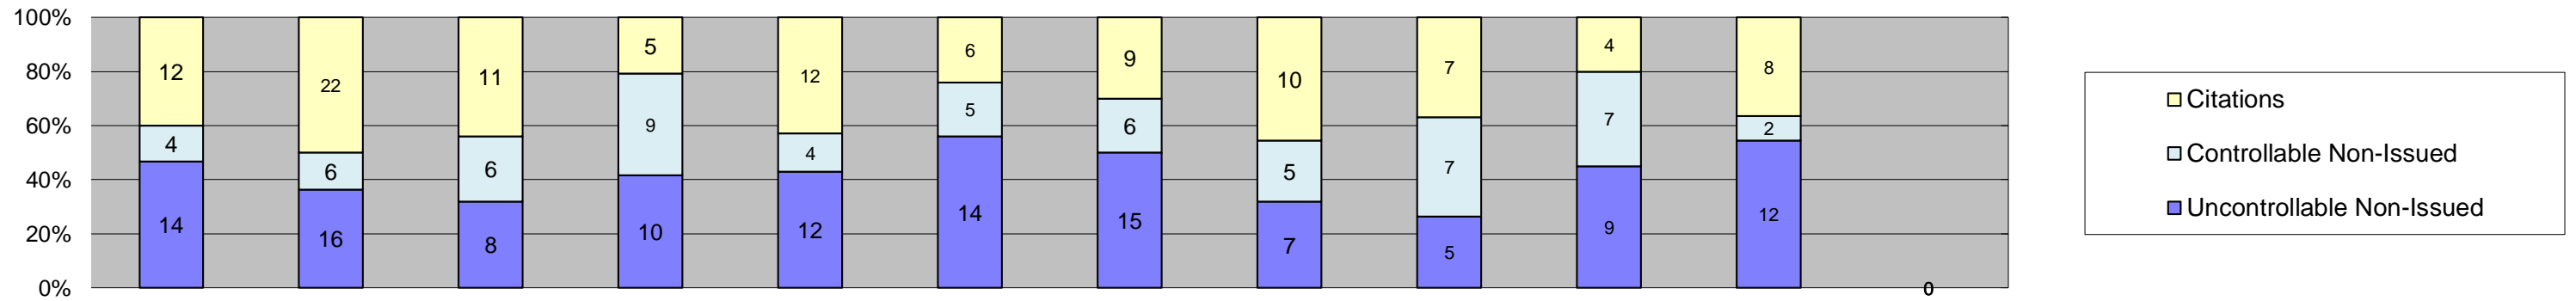 100%
80%
60%
40%
20%
0%
12 22 11 5 12 6 9 10 7 4 8
4 6 6 9 4 5 6 5 7 7 2
14 16 8 10 12 14 15 7 5 9 12 0
Citations
Controllable Non-Issued
Uncontrollable Non-Issued